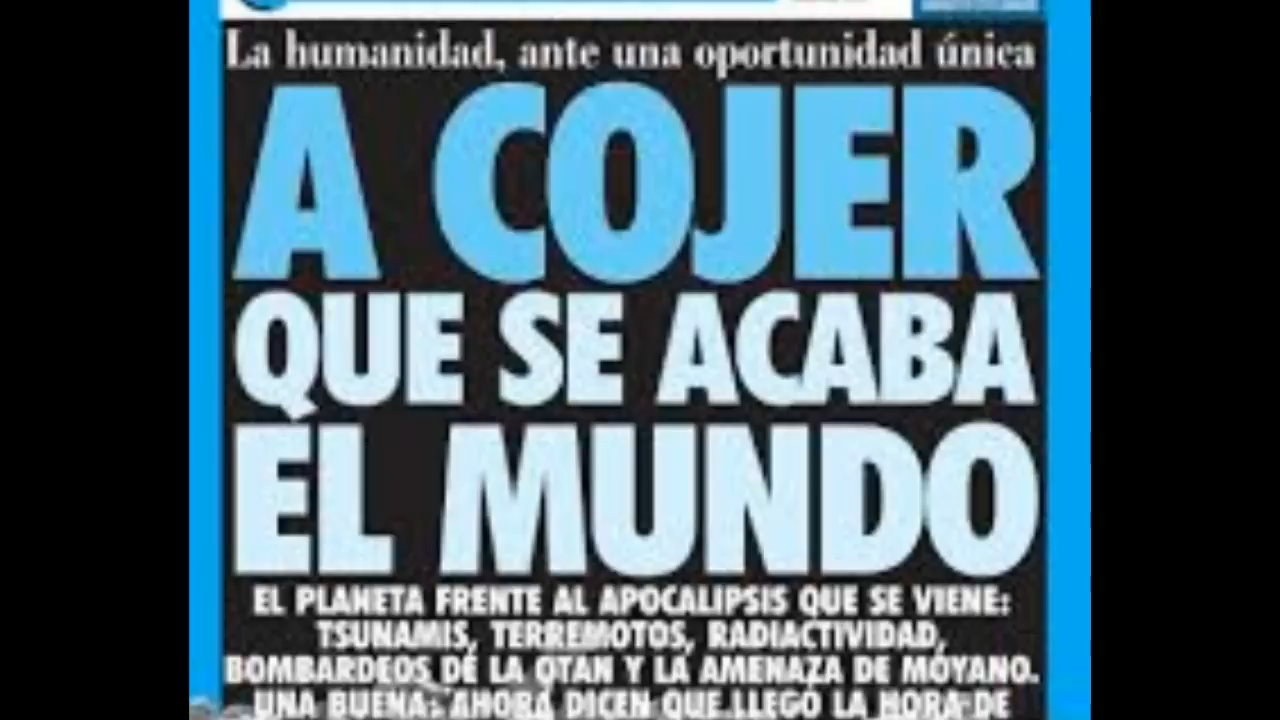 La humanidad, ante una oportunidad única
A COJER
QUE SE ACABA
EL MUNDO
EL PLANETA FRENTE AL APOCALIPSIS QUE SE VIENE:
TSUNAMIS, TERREMOTOS, RADIACTIVIDAD,
BOMBARDEOS DE LA OTAN Y LA AMENAZA DE MOYANO.
UNA BUENA: AHORA DICEN QUE LLEGÓ LA HORA DE